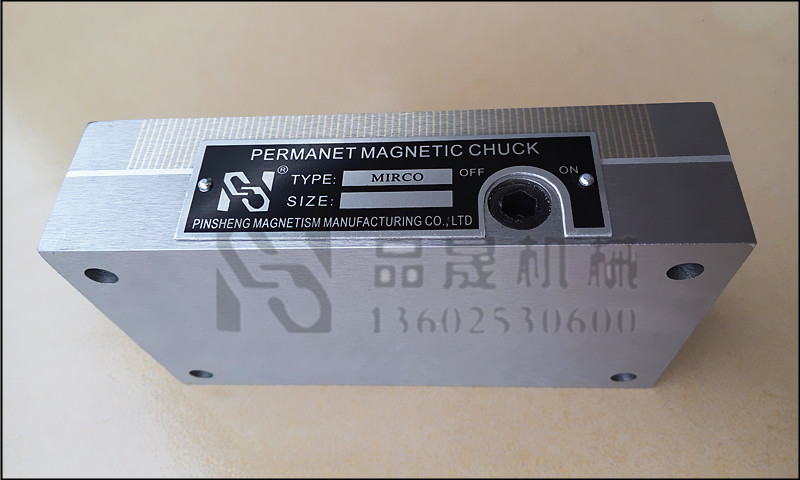 PERMANET MAGNETIC CHUCK
® TYPE: MIRCO OFF ON
SIZE:
PINSHENG MAGNETISM MANUFACTURING CO.,LTD
品晟机械
13602530600